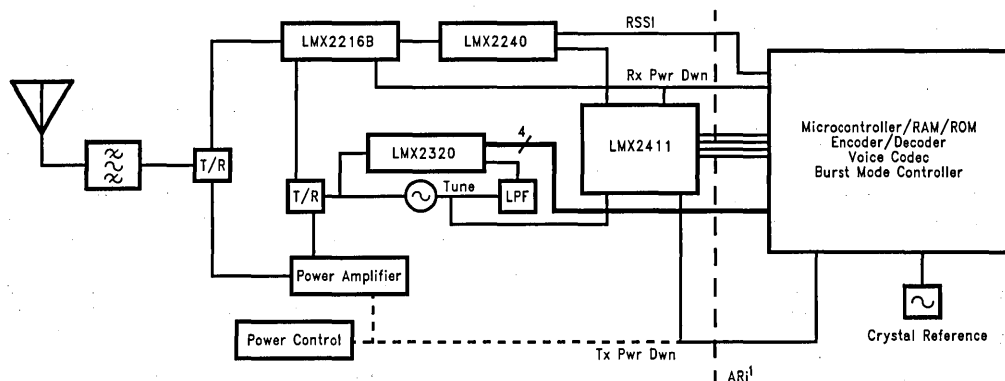 LMX2216B
LMX2240
RSSI
Rx Pwr Dwn
Microcontroller/RAM/ROM
Encoder/Decoder
Voice Codec
Burst Mode Controller
LMX2411
4
LMX2320
T/R
T/R
Tune
LPF
Power Amplifier
Power Control
Tx Pwr Dwn
Crystal Reference
ARi¹